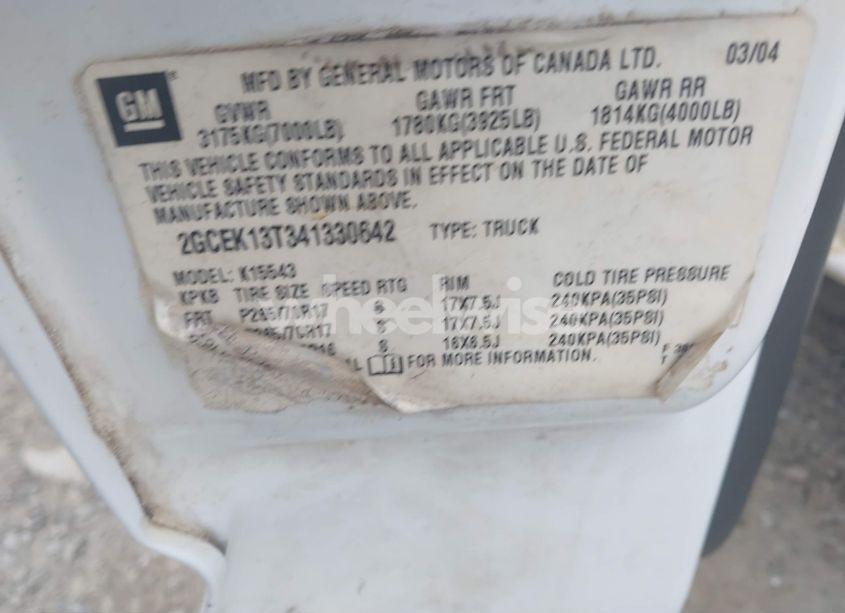 GM
MFD BY GENERAL MOTORS OF CANADA LTD. 03/04
GVWR GAWR FRT GAWR RR
3175KG(7000LB) 1780KG(3925LB) 1814KG(4000LB)
THIS VEHICLE CONFORMS TO ALL APPLICABLE U.S. FEDERAL MOTOR
VEHICLE SAFETY STANDARDS IN EFFECT ON THE DATE OF
MANUFACTURE SHOWN ABOVE.
2GCEK13T341330642 TYPE: TRUCK
MODEL: K15543
KPKB TIRE SIZE SPEED RTG RIM COLD TIRE PRESSURE
FRT 17X7.5J 240KPA(35PSI)
S 17X7.5J 240KPA(35PSI)
S 16X6.5J 240KPA(35PSI)
FOR MORE INFORMATION.